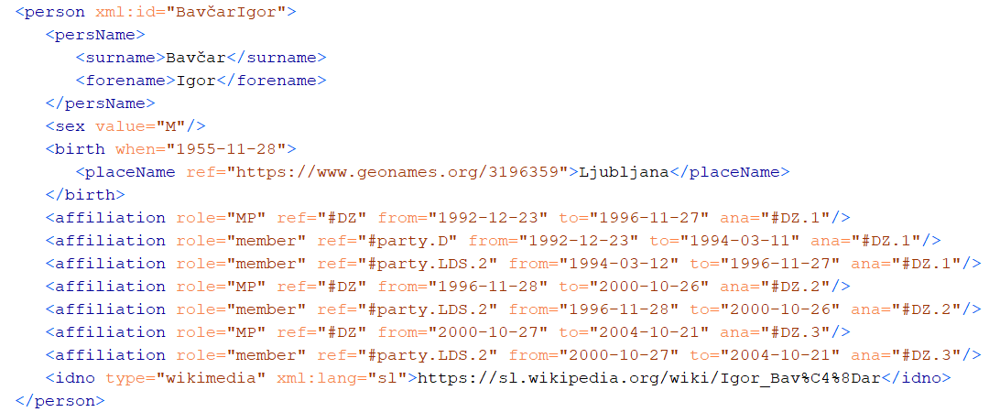 <person xml:id="BavčarIgor">
<persName>
<surname>Bavčar</surname>
<forename>Igor</forename>
</persName>
<sex value="M"/>
<birth when="1955-11-28">
<placeName ref="https://www.geonames.org/3196359">Ljubljana</placeName>
</birth>
<affiliation role="MP" ref="#DZ" from="1992-12-23" to="1996-11-27" ana="#DZ.1"/>
<affiliation role="member" ref="#party.D" from="1992-12-23" to="1994-03-11" ana="#DZ.1"/>
<affiliation role="member" ref="#party.LDS.2" from="1994-03-12" to="1996-11-27" ana="#DZ.1"/>
<affiliation role="MP" ref="#DZ" from="1996-11-28" to="2000-10-26" ana="#DZ.2"/>
<affiliation role="member" ref="#party.LDS.2" from="1996-11-28" to="2000-10-26" ana="#DZ.2"/>
<affiliation role="MP" ref="#DZ" from="2000-10-27" to="2004-10-21" ana="#DZ.3"/>
<affiliation role="member" ref="#party.LDS.2" from="2000-10-27" to="2004-10-21" ana="#DZ.3"/>
<idno type="wikimedia" xml:lang="sl">https://sl.wikipedia.org/wiki/Igor_Bav%C4%8Dar</idno>
</person>